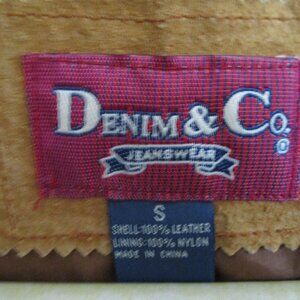 DENIM & CO.®
JEANSWEAR
S
SHELL: 100% LEATHER
LINING: 100% NYLON
MADE IN CHINA